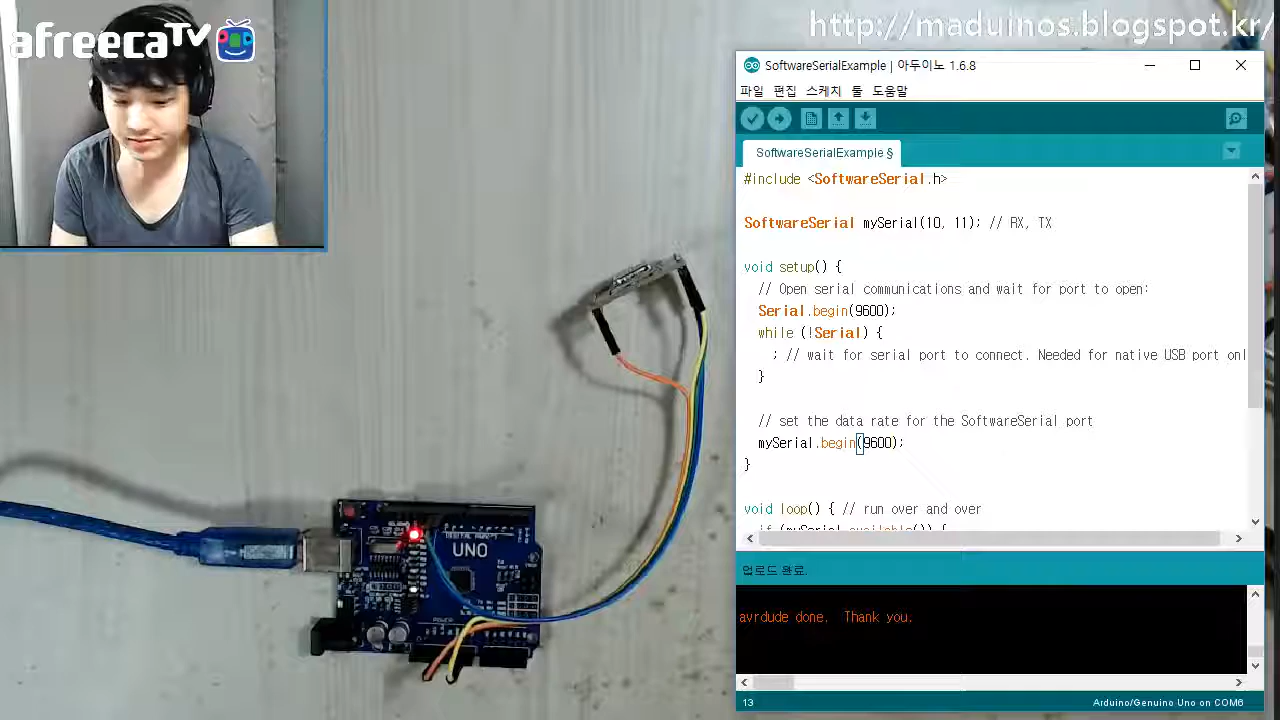 afreecaTV
http://maduinos.blogspot.kr/
SoftwareSerialExample | 아두이노 1.6.8
파일 편집 스케치 툴 도움말
SoftwareSerialExample §
#include <SoftwareSerial.h>
SoftwareSerial mySerial(10, 11); // RX, TX
void setup() {
// Open serial communications and wait for port to open:
Serial.begin(9600);
while (!Serial) {
; // wait for serial port to connect. Needed for native USB port onl
}
// set the data rate for the SoftwareSerial port
mySerial.begin(9600);
}
void loop() { // run over and over
if (mySerial.available()) {
업로드 완료.
avrdude done.  Thank you.
13
Arduino/Genuino Uno on COM6
UNO
POWER